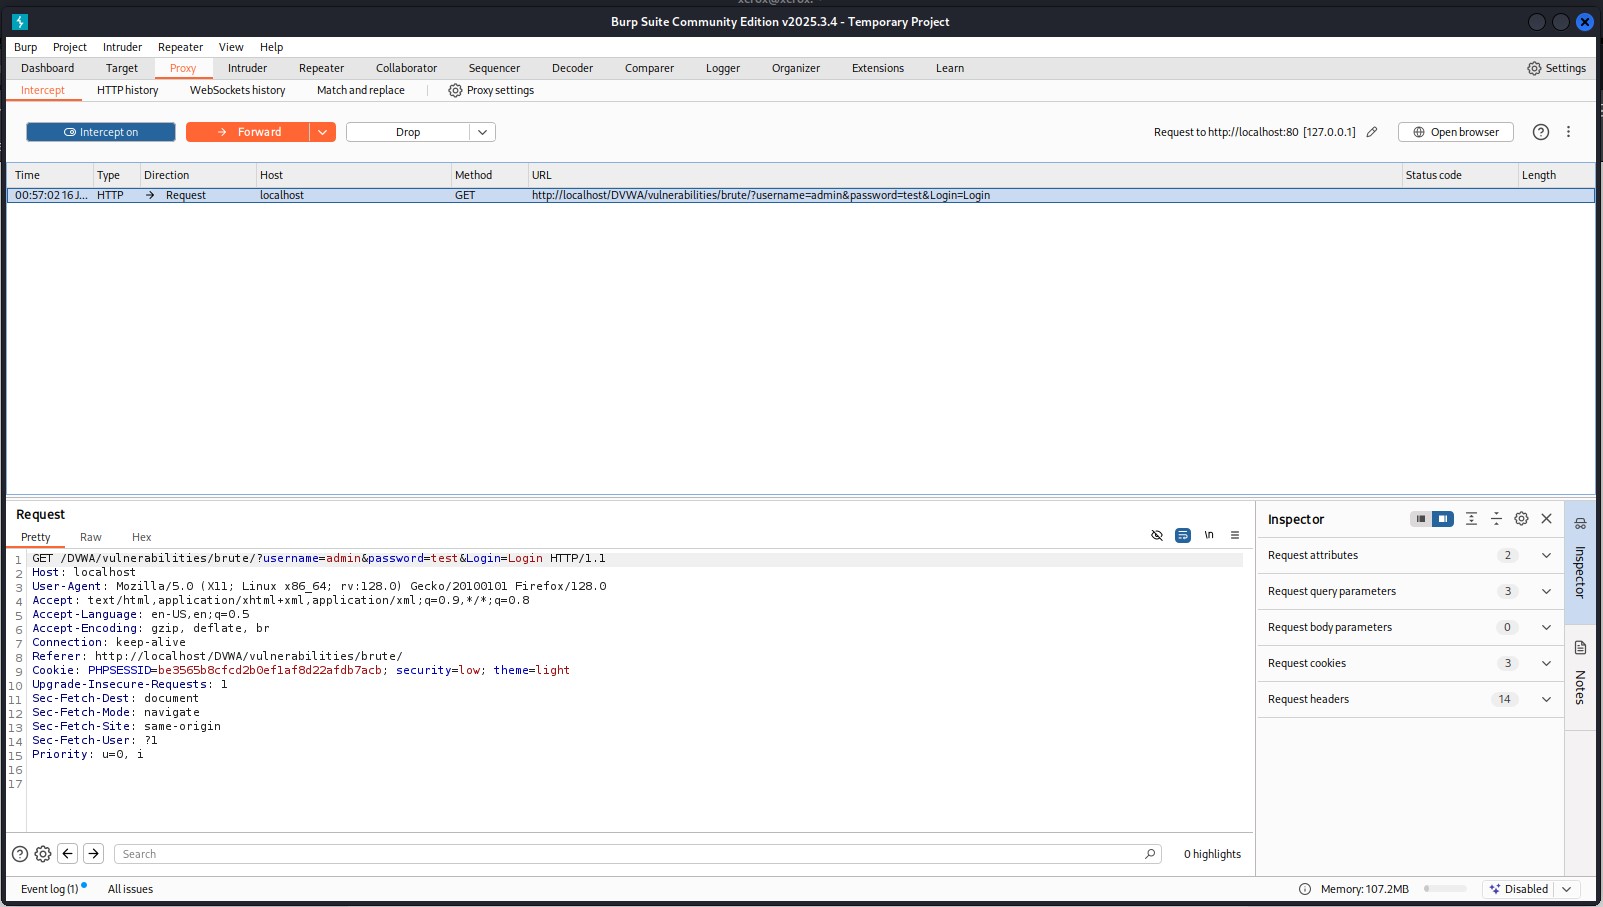 Burp Suite Community Edition v2025.3.4 - Temporary Project
Burp Project Intruder Repeater View Help
Dashboard Target Proxy Intruder Repeater Collaborator Sequencer Decoder Comparer Logger Organizer Extensions Learn Settings
Intercept HTTP history WebSockets history Match and replace Proxy settings
Intercept on Forward Drop Request to http://localhost:80 [127.0.0.1] Open browser
Time Type Direction Host Method URL Status code Length
00:57:02 16 J... HTTP Request localhost GET http://localhost/DVWA/vulnerabilities/brute/?username=admin&password=test&Login=Login
Request
Pretty Raw Hex \n
1 GET /DVWA/vulnerabilities/brute/?username=admin&password=test&Login=Login HTTP/1.1
2 Host: localhost
3 User-Agent: Mozilla/5.0 (X11; Linux x86_64; rv:128.0) Gecko/20100101 Firefox/128.0
4 Accept: text/html,application/xhtml+xml,application/xml;q=0.9,*/*;q=0.8
5 Accept-Language: en-US,en;q=0.5
6 Accept-Encoding: gzip, deflate, br
7 Connection: keep-alive
8 Referer: http://localhost/DVWA/vulnerabilities/brute/
9 Cookie: PHPSESSID=be3565b8cfcd2b0ef1af8d22afdb7acb; security=low; theme=light
10 Upgrade-Insecure-Requests: 1
11 Sec-Fetch-Dest: document
12 Sec-Fetch-Mode: navigate
13 Sec-Fetch-Site: same-origin
14 Sec-Fetch-User: ?1
15 Priority: u=0, i
16
17
Search 0 highlights
Inspector
Request attributes 2
Request query parameters 3
Request body parameters 0
Request cookies 3
Request headers 14
Inspector
Notes
Event log (1) All issues Memory: 107.2MB Disabled